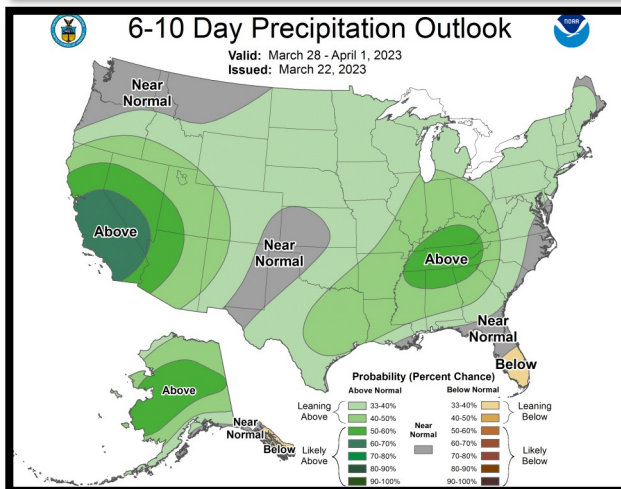 6-10 Day Precipitation Outlook
NOAA
Valid: March 28 - April 1, 2023
Issued: March 22, 2023
Near
Normal
Above
Near
Normal
Above
Near
Normal
Below
Above
Near
Normal
Below
Probability (Percent Chance)
Above Normal
Below Normal
Leaning
Above
33-40%
40-50%
Likely
Above
50-60%
60-70%
70-80%
80-90%
90-100%
Near
Normal
33-40%
40-50%
Leaning
Below
50-60%
60-70%
70-80%
80-90%
90-100%
Likely
Below